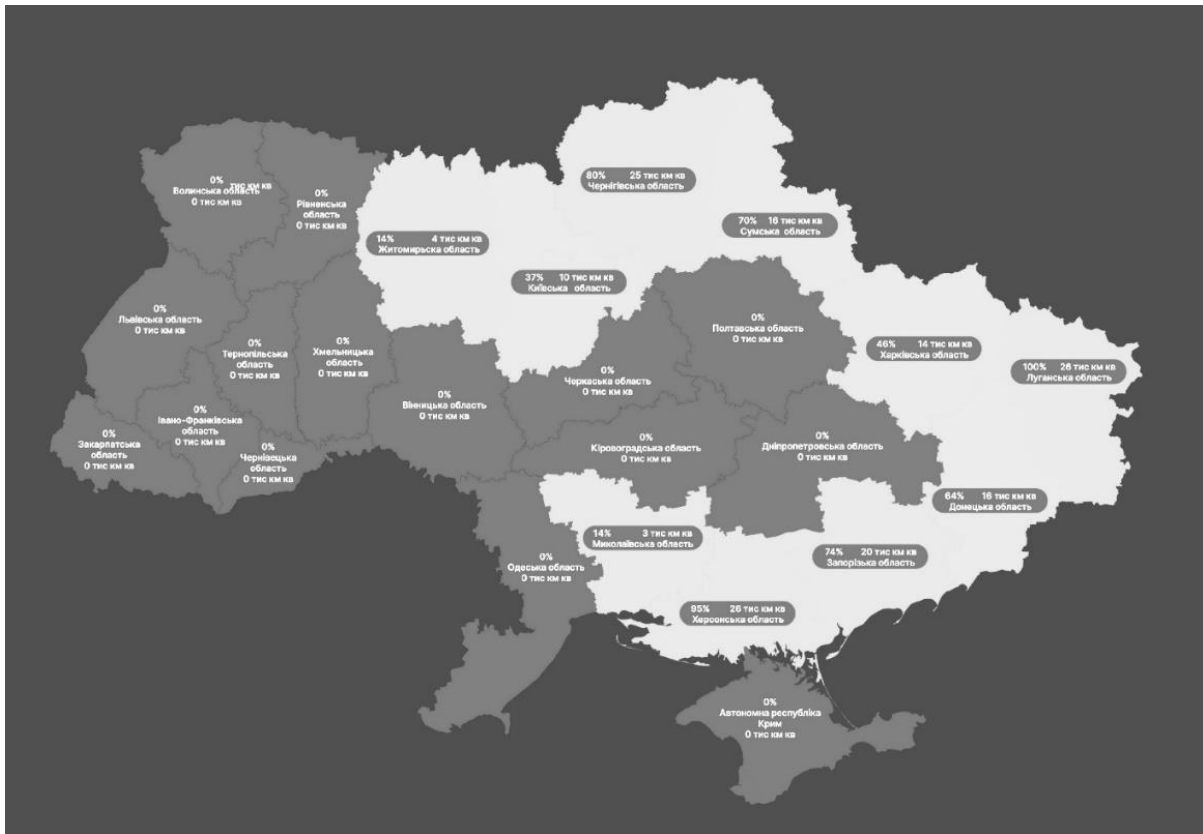 80% 25 тис км кв
Чернігівська область
0%
тис км кв
Волинська область
0 тис км кв
0%
Рівненська
область
0 тис км кв
70% 16 тис км кв
Сумська область
14% 4 тис км кв
Житомирьска область
37% 10 тис км кв
Київська область
0%
Львівська область
0 тис км кв
0%
Тернопільська
область
0 тис км кв
0%
Хмельницька
область
0 тис км кв
0%
Полтавська область
0 тис км кв
46% 14 тис км кв
Харківська область
100% 28 тис км кв
Луганська область
0%
Черкаська область
0 тис км кв
0%
Вінницька область
0 тис км кв
0%
Івано-Франківська
область
0 тис км кв
0%
Закарпатська
область
0 тис км кв
0%
Чернізецька
область
0 тис км кв
0%
Кіровоградська область
0 тис км кв
0%
Дніпропетровська область
0 тис км кв
64% 16 тис км кв
Донецька область
14% 3 тис км кв
Миколаївська область
74% 20 тис км кв
Запорізька область
0%
Одеська область
0 тис км кв
95% 26 тис км кв
Херсонська область
0%
Автономна республіка
Крим
0 тис км кв